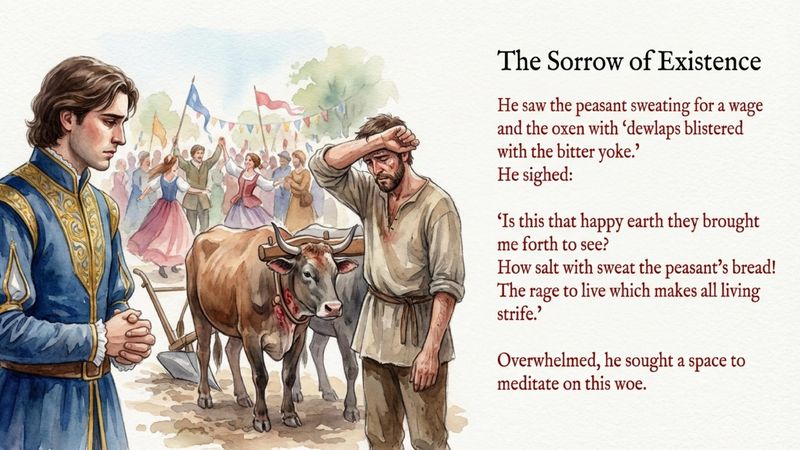 The Sorrow of Existence
He saw the peasant sweating for a wage
and the oxen with ‘dewlaps blistered
with the bitter yoke.’
He sighed:
‘Is this that happy earth they brought
me forth to see?
How salt with sweat the peasant’s bread!
The rage to live which makes all living
strife.’
Overwhelmed, he sought a space to
meditate on this woe.